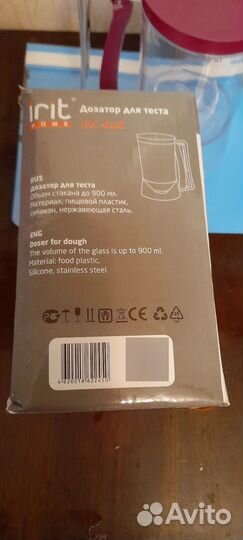 irit
HOME
Дозатор для теста
IRC-606
RUS
Дозатор для теста
Объем стакана до 900 мл.
Материал: пищевой пластик,
силикон, нержавеющая сталь.
ENG
Doser for dough
The volume of the glass is up to 900 ml.
Material: food plastic,
Silicone, stainless steel.
4620018622450
Avito